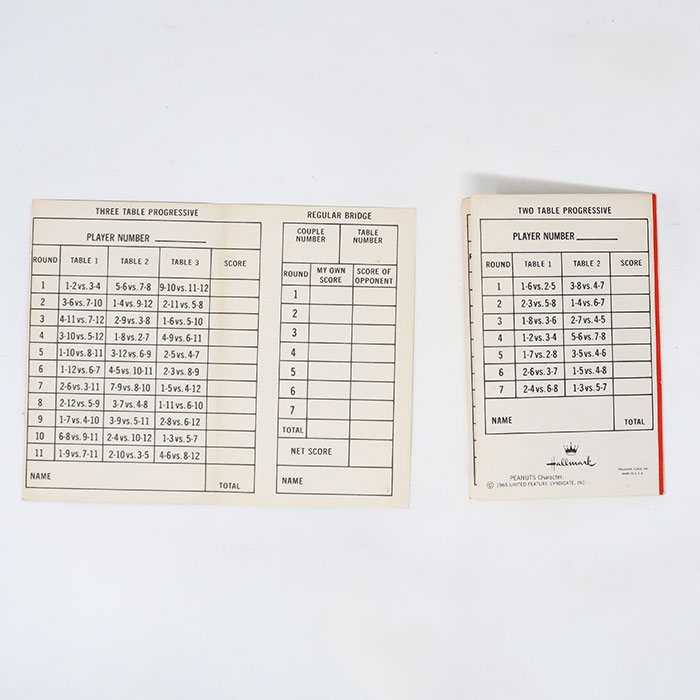 THREE TABLE PROGRESSIVE
PLAYER NUMBER
ROUND TABLE 1 TABLE 2 TABLE 3 SCORE
1 1-2 vs. 3-4 5-6 vs. 7-8 9-10 vs. 11-12
2 3-6 vs. 7-10 1-4 vs. 9-12 2-11 vs. 5-8
3 4-11 vs. 7-12 2-9 vs. 3-8 1-6 vs. 5-10
4 3-10 vs. 5-12 1-8 vs. 2-7 4-9 vs. 6-11
5 1-10 vs. 8-11 3-12 vs. 6-9 2-5 vs. 4-7
6 1-12 vs. 6-7 4-5 vs. 10-11 2-3 vs. 8-9
7 2-6 vs. 3-11 7-9 vs. 8-10 1-5 vs. 4-12
8 2-12 vs. 5-9 3-7 vs. 4-8 1-11 vs. 6-10
9 1-7 vs. 4-10 3-9 vs. 5-11 2-8 vs. 6-12
10 6-8 vs. 9-11 2-4 vs. 10-12 1-3 vs. 5-7
11 1-9 vs. 7-11 2-10 vs. 3-5 4-6 vs. 8-12
NAME TOTAL
REGULAR BRIDGE
COUPLE NUMBER TABLE NUMBER
ROUND MY OWN SCORE SCORE OF OPPONENT
1
2
3
4
5
6
7
TOTAL
NET SCORE
NAME
TWO TABLE PROGRESSIVE
PLAYER NUMBER
ROUND TABLE 1 TABLE 2 SCORE
1 1-6 vs. 2-5 3-8 vs. 4-7
2 2-3 vs. 5-8 1-4 vs. 6-7
3 1-8 vs. 3-6 2-7 vs. 4-5
4 1-2 vs. 3-4 5-6 vs. 7-8
5 1-7 vs. 2-8 3-5 vs. 4-6
6 2-6 vs. 3-7 1-5 vs. 4-8
7 2-4 vs. 6-8 1-3 vs. 5-7
NAME TOTAL
Hallmark
HALLMARK CARDS, INC.
MADE IN U.S.A.
PEANUTS Character:
© 1965 UNITED FEATURE SYNDICATE, INC.